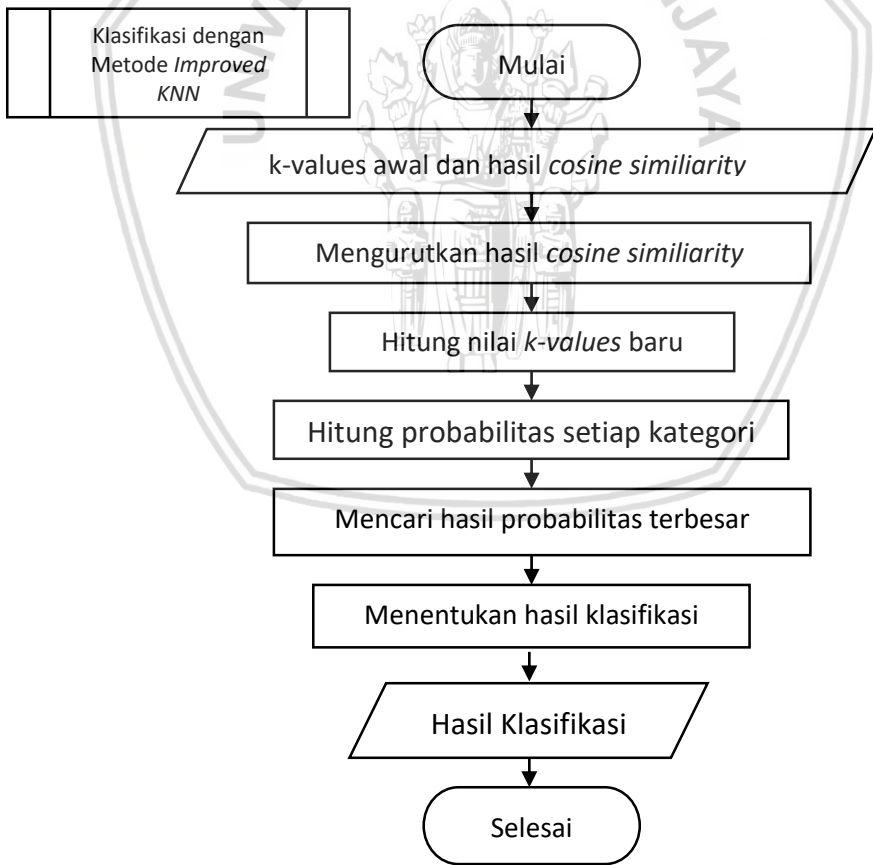 Klasifikasi dengan
Metode Improved
KNN
Mulai
k-values awal dan hasil cosine similiarity
Mengurutkan hasil cosine similiarity
Hitung nilai k-values baru
Hitung probabilitas setiap kategori
Mencari hasil probabilitas terbesar
Menentukan hasil klasifikasi
Hasil Klasifikasi
Selesai